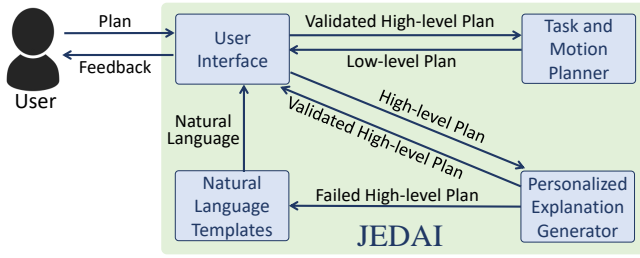 Plan
Feedback
User
User
Interface
Validated High-level Plan
Low-level Plan
Task and
Motion
Planner
High-level Plan
Validated High-level Plan
Natural
Language
Natural
Language
Templates
Failed High-level Plan
Personalized
Explanation
Generator
JEDAI